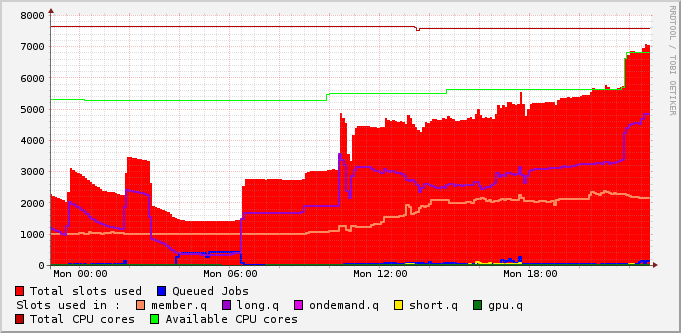 8000
7000
6000
5000
4000
3000
2000
1000
0
Mon 00:00 Mon 06:00 Mon 12:00 Mon 18:00
RRDTOOL / TOBI OETIKER
Total slots used Queued Jobs
Slots used in : member.q long.q ondemand.q short.q gpu.q
Total CPU cores Available CPU cores